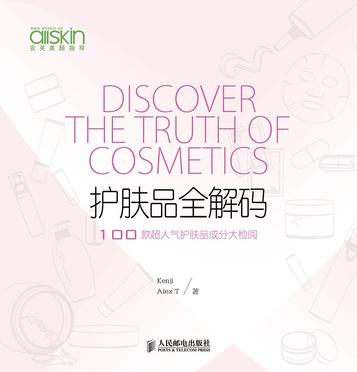 www.aiiskin.cn
aiiskin
安芙美颜指导
DISCOVER
THE TRUTH OF
COSMETICS
护肤品全解码
100款超人气护肤品成分大检阅
Kenji
Alex T 著
人民邮电出版社
POSTS & TELECOM PRESS